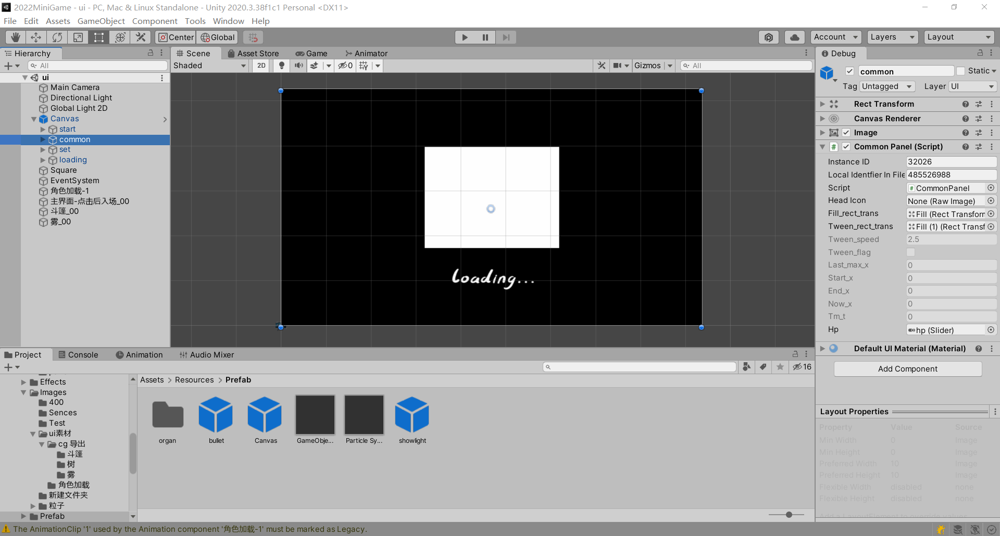 2022MiniGame - ui - PC, Mac & Linux Standalone - Unity 2020.3.38f1c1 Personal <DX11>
File Edit Assets GameObject Component Tools Window Help
Center Global Account Layers Layout
Hierarchy
All
ui
Main Camera
Directional Light
Global Light 2D
Canvas
start
common
set
loading
Square
EventSystem
角色加载-1
主界面-点击后入场_00
斗篷_00
雾_00
Scene Asset Store Game Animator
Shaded 2D 0 Gizmos All
Loading...
Debug
common Static
Tag Untagged Layer UI
Rect Transform
Canvas Renderer
Image
Common Panel (Script)
Instance ID 32026
Local Identfier In File 485526988
Script CommonPanel
Head Icon None (Raw Image)
Fill_rect_trans Fill (Rect Transform
Tween_rect_trans Fill (1) (Rect Transf
Tween_speed 2.5
Tween_flag
Last_max_x 0
Start_x 0
End_x 0
Now_x 0
Tm_t 0
Hp hp (Slider)
Default UI Material (Material)
Add Component
Layout Properties
Property Value Source
Min Width 0 Image
Min Height 0 Image
Preferred Width 10 Image
Preferred Height 10 Image
Flexible Width disabled none
Flexible Height disabled none
Add a LayoutElement to override values
Project Console Animation Audio Mixer
16
Effects
Images
400
Sences
Test
ui素材
cg 导出
斗篷
树
雾
角色加载
新建文件夹
粒子
Prefab
Assets > Resources > Prefab
organ bullet Canvas GameObje... Particle Sy... showlight
The AnimationClip '1' used by the Animation component '角色加载-1' must be marked as Legacy.